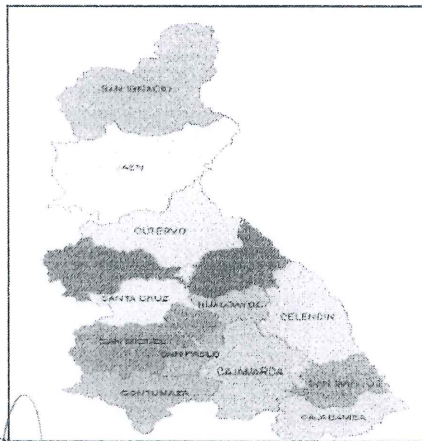 SAN IGNACIO
JAEN
CUTERVO
SANTA CRUZ
HUALGAYOC
CELENDIN
SAN MIGUEL
SAN PABLO
CAJAMARCA
SAN MARCOS
CONTUMAZA
CAJABAMBA